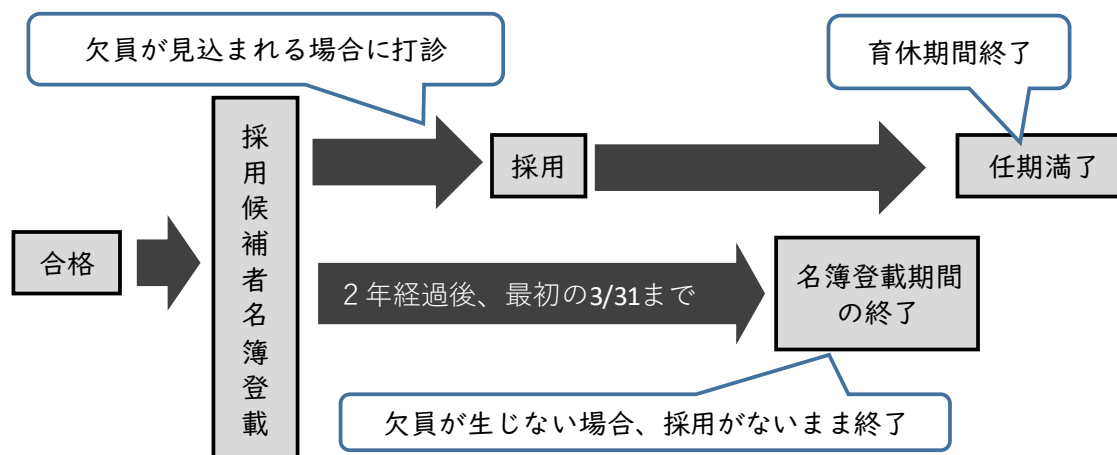 欠員が見込まれる場合に打診
育休期間終了
採用候補者名簿登載
採用
任期満了
合格
２年経過後、最初の3/31まで
名簿登載期間
の終了
欠員が生じない場合、採用がないまま終了